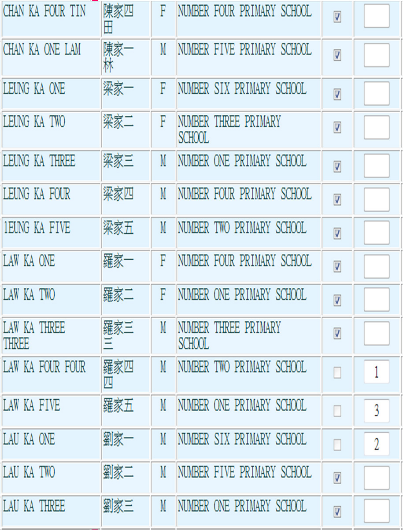 CHAN KA FOUR TIN 陳家四田 F NUMBER FOUR PRIMARY SCHOOL
CHAN KA ONE LAM 陳家一林 M NUMBER FIVE PRIMARY SCHOOL
LEUNG KA ONE 梁家一 F NUMBER SIX PRIMARY SCHOOL
LEUNG KA TWO 梁家二 F NUMBER THREE PRIMARY
SCHOOL
LEUNG KA THREE 梁家三 M NUMBER ONE PRIMARY SCHOOL
LEUNG KA FOUR 梁家四 M NUMBER FOUR PRIMARY SCHOOL
1EUNG KA FIVE 梁家五 M NUMBER TWO PRIMARY SCHOOL
LAW KA ONE 羅家一 F NUMBER FOUR PRIMARY SCHOOL
LAW KA TWO 羅家二 F NUMBER ONE PRIMARY SCHOOL
LAW KA THREE 羅家三 M NUMBER THREE PRIMARY
THREE 三 SCHOOL
LAW KA FOUR FOUR 羅家四四 M NUMBER TWO PRIMARY SCHOOL 1
LAW KA FIVE 羅家五 M NUMBER ONE PRIMARY SCHOOL 3
LAU KA ONE 劉家一 M NUMBER SIX PRIMARY SCHOOL 2
LAU KA TWO 劉家二 M NUMBER FIVE PRIMARY SCHOOL
LAU KA THREE 劉家三 M NUMBER ONE PRIMARY SCHOOL